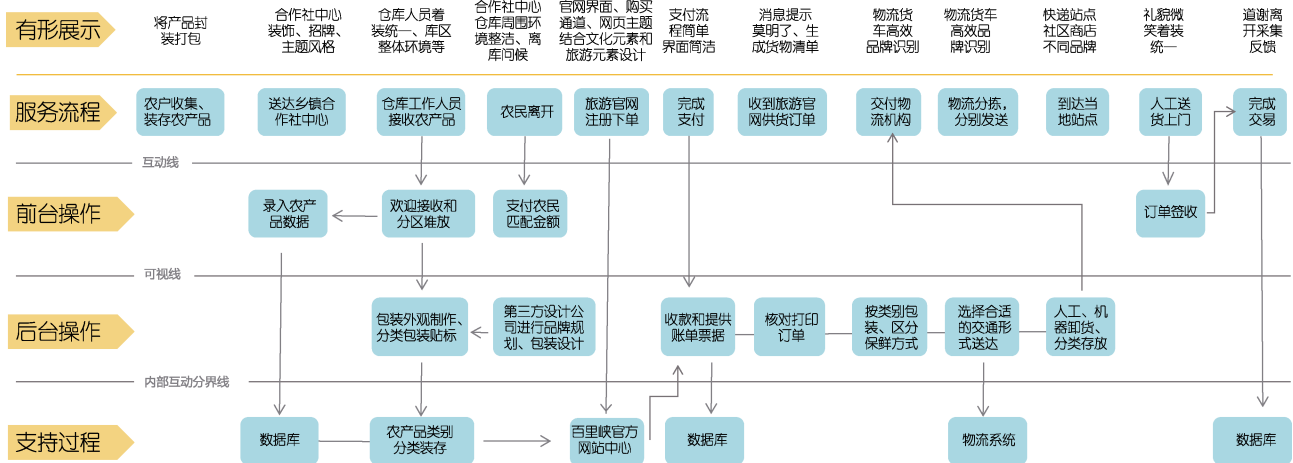 有形展示
将产品封
装打包
合作社中心
装饰、招牌、
主题风格
仓库人员着
装统一、库区
整体环境等
合作社中心
仓库周围环
境整洁、离
库问候
官网界面、购买
通道、网页主题
结合文化元素和
旅游元素设计
支付流
程简单
界面简洁
消息提示
莫明了、生
成货物清单
物流货
车高效
品牌识别
物流货车
高效品
牌识别
快递站点
社区商店
不同品牌
礼貌微
笑着装
统一
道谢离
开采集
反馈
服务流程
农户收集、
装存农产品
送达乡镇合
作社中心
仓库工作人员
接收农产品
农民离开
旅游官网
注册下单
完成
支付
收到旅游官
网供货订单
交付物
流机构
物流分拣，
分别发送
到达当
地站点
人工送
货上门
完成
交易
互动线
前台操作
录入农产
品数据
欢迎接收和
分区堆放
支付农民
匹配金额
订单签收
可视线
后台操作
包装外观制作、
分类包装贴标
第三方设计公
司进行品牌规
划、包装设计
收款和提供
账单票据
核对打印
订单
按类别包
装、区分
保鲜方式
选择合适
的交通形
式送达
人工、机
器卸货、
分类存放
内部互动分界线
支持过程
数据库
农产品类别
分类装存
百里峡官方
网站中心
数据库
物流系统
数据库